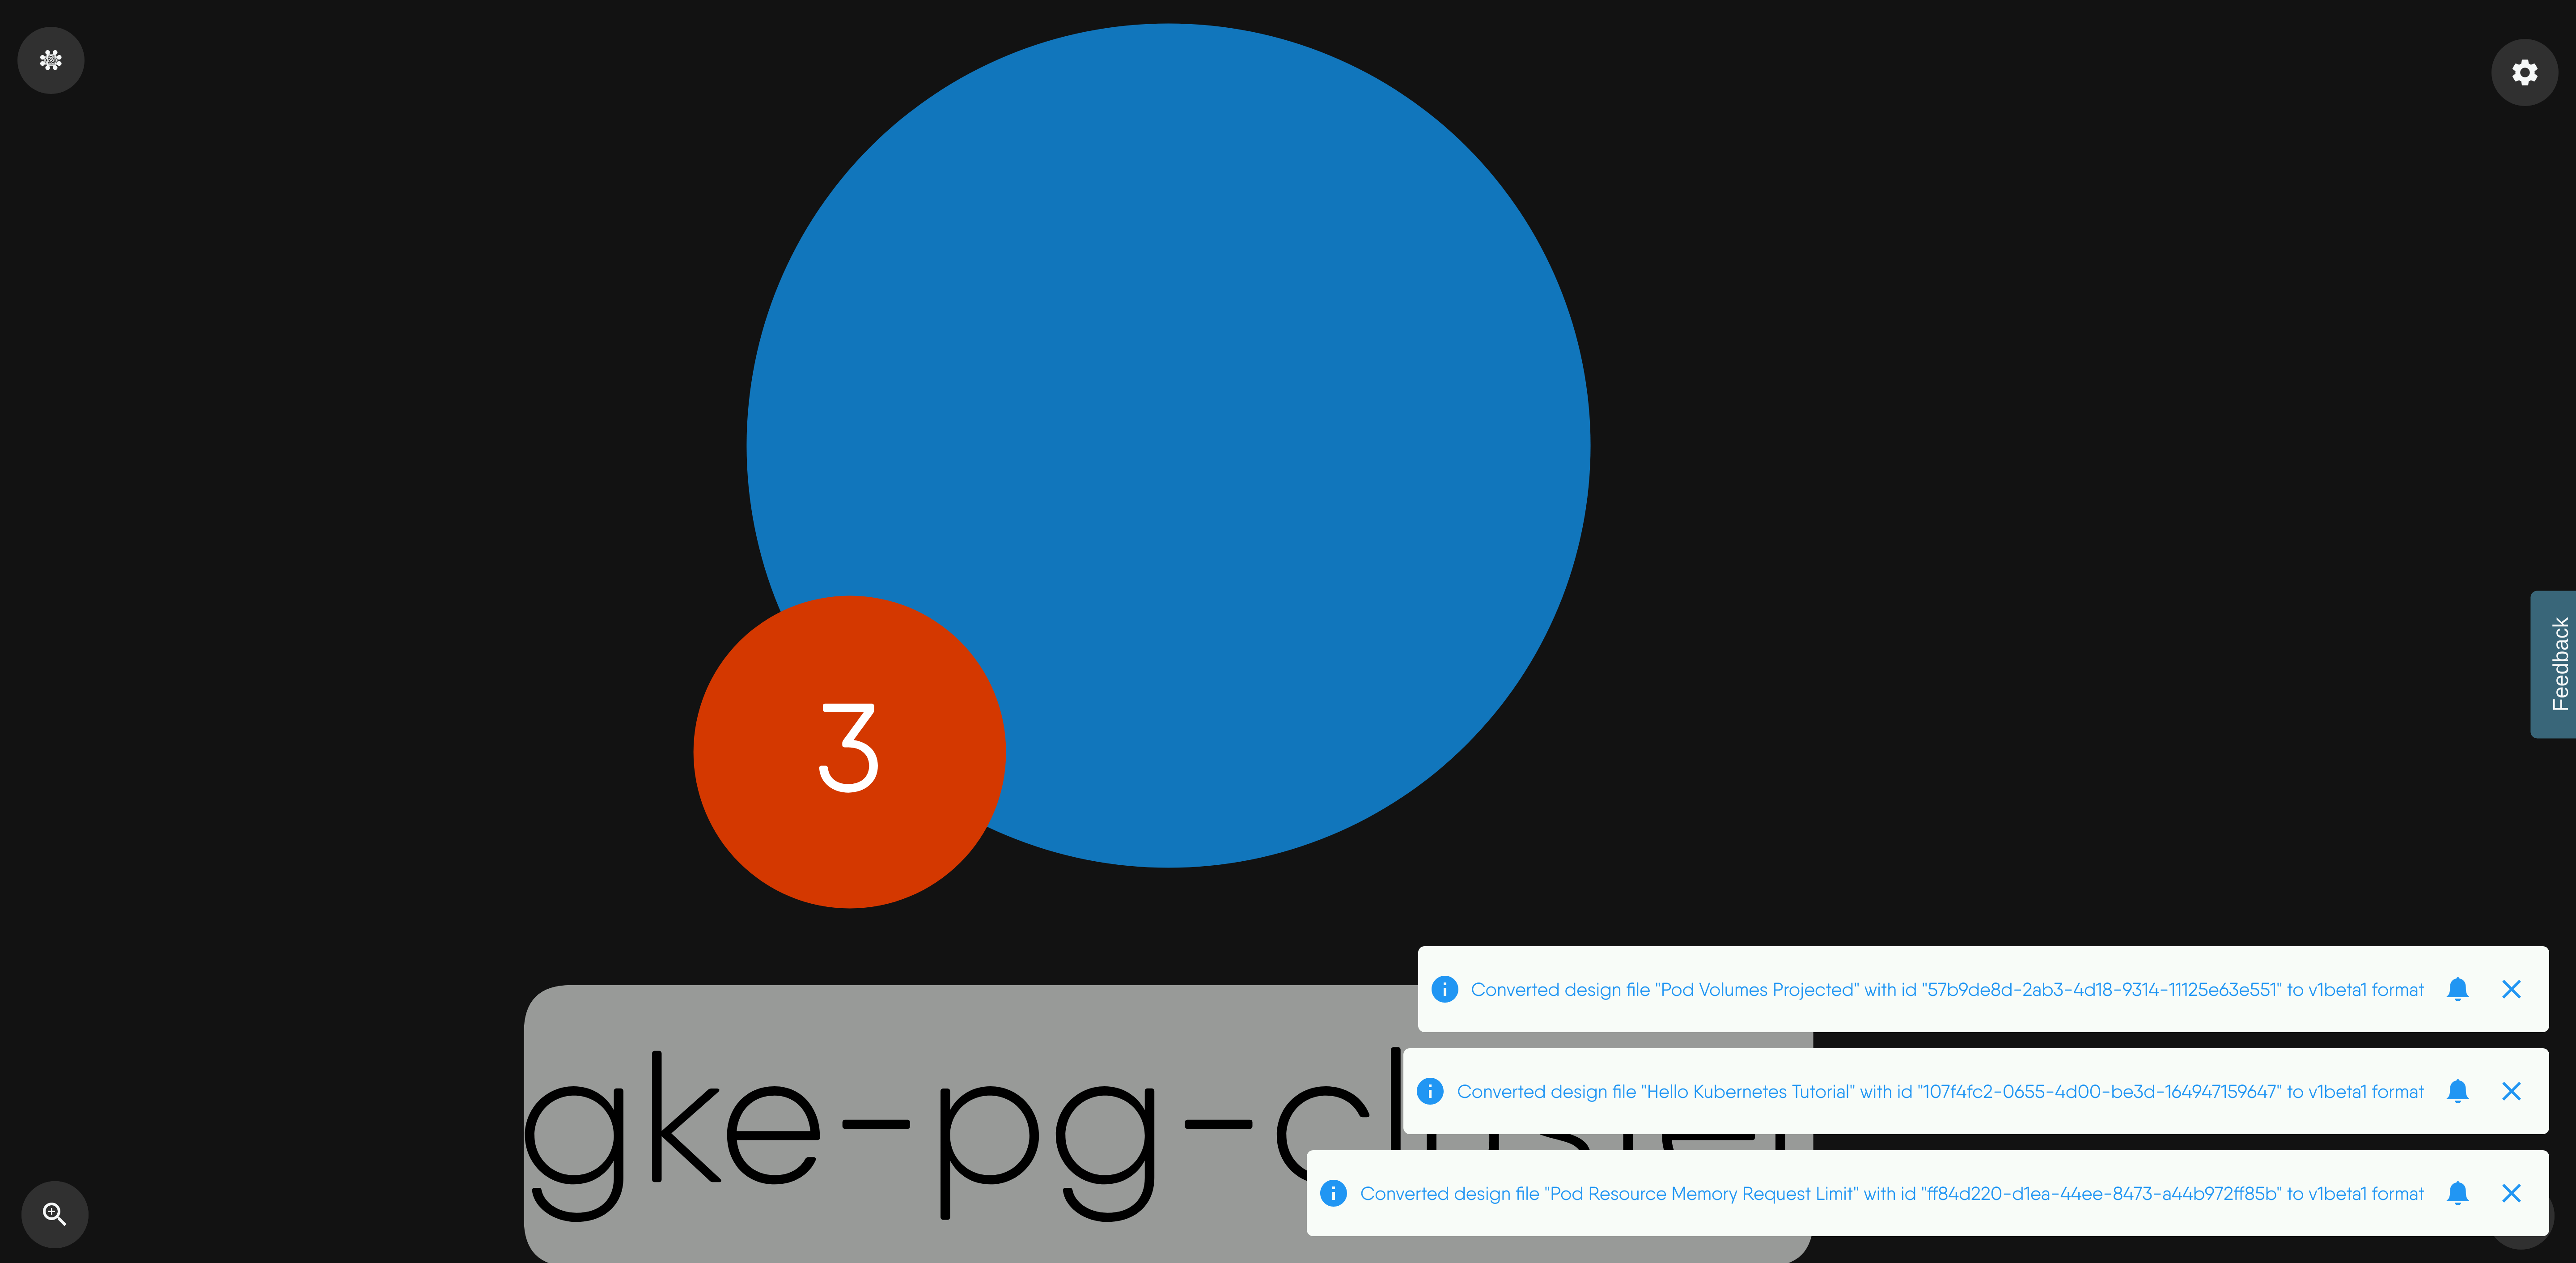 3
Feedback
Converted design file "Pod Volumes Projected" with id "57b9de8d-2ab3-4d18-9314-11125e63e551" to v1beta1 format
gke-pg-cluster
Converted design file "Hello Kubernetes Tutorial" with id "107f4fc2-0655-4d00-be3d-164947159647" to v1beta1 format
Converted design file "Pod Resource Memory Request Limit" with id "ff84d220-d1ea-44ee-8473-a44b972ff85b" to v1beta1 format